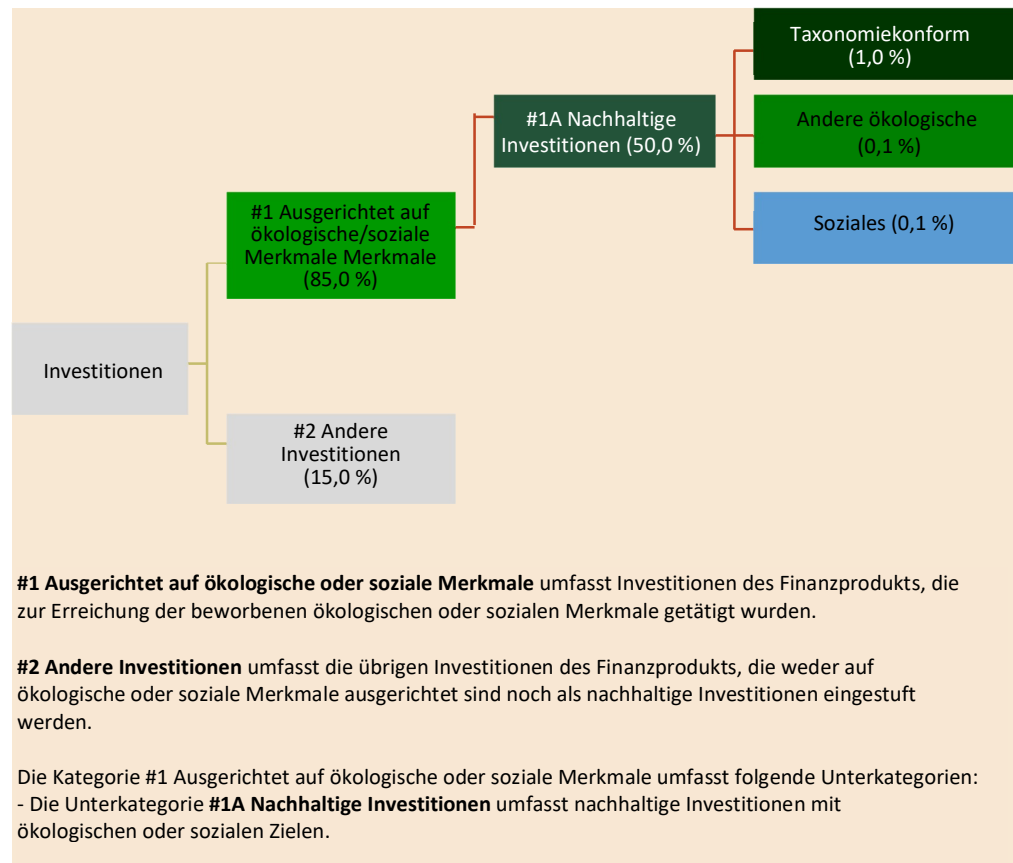 Taxonomiekonform
(1,0 %)
#1A Nachhaltige
Investitionen (50,0 %)
Andere ökologische
(0,1 %)
Soziales (0,1 %)
#1 Ausgerichtet auf
ökologische/soziale
Merkmale Merkmale
(85,0 %)
Investitionen
#2 Andere
Investitionen
(15,0 %)
#1 Ausgerichtet auf ökologische oder soziale Merkmale umfasst Investitionen des Finanzprodukts, die
zur Erreichung der beworbenen ökologischen oder sozialen Merkmale getätigt wurden.
#2 Andere Investitionen umfasst die übrigen Investitionen des Finanzprodukts, die weder auf
ökologische oder soziale Merkmale ausgerichtet sind noch als nachhaltige Investitionen eingestuft
werden.
Die Kategorie #1 Ausgerichtet auf ökologische oder soziale Merkmale umfasst folgende Unterkategorien:
- Die Unterkategorie #1A Nachhaltige Investitionen umfasst nachhaltige Investitionen mit
ökologischen oder sozialen Zielen.